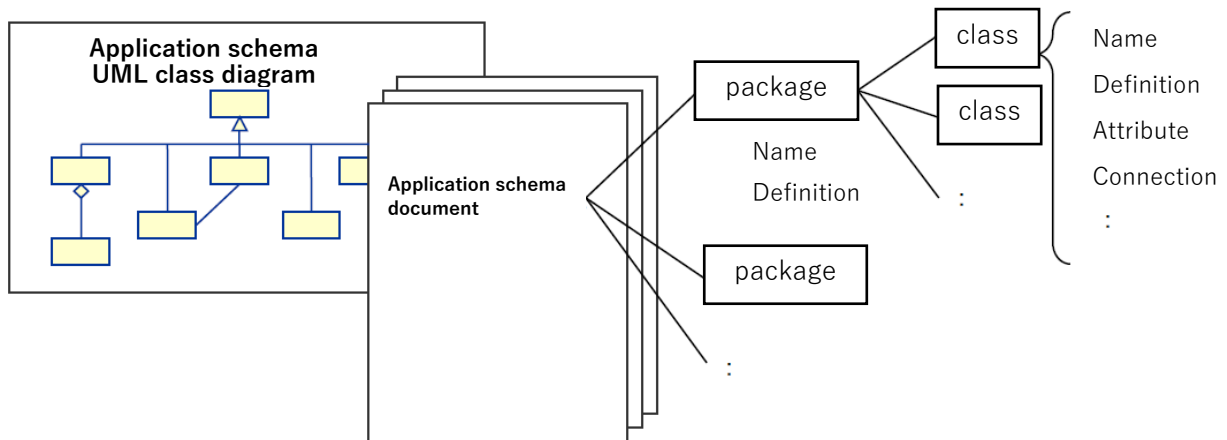 Application schema
UML class diagram
Application schema
document
package
Name
Definition
package
:
class
class
:
Name
Definition
Attribute
Connection
: